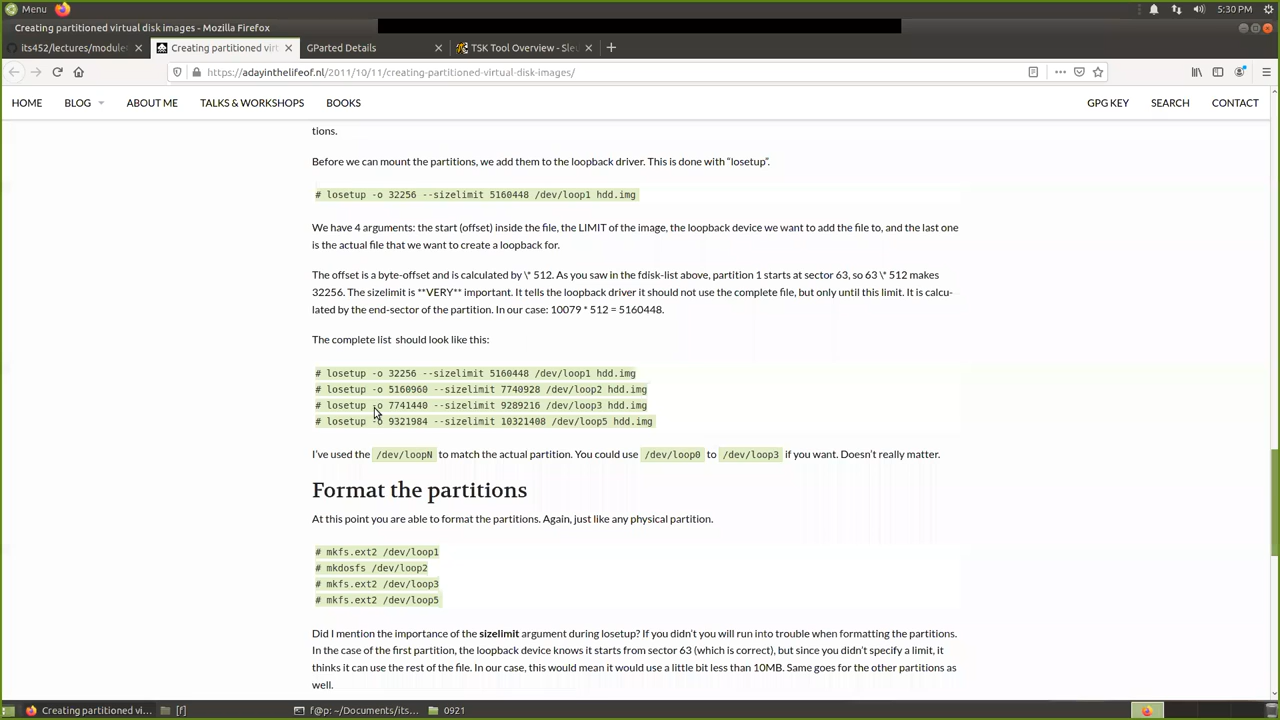 Menu
5:30 PM
Creating partitioned virtual disk images - Mozilla Firefox
its452/lectures/module
Creating partitioned virt
GParted Details
TSK Tool Overview - Sleu
https://adayinthelifeof.nl/2011/10/11/creating-partitioned-virtual-disk-images/
HOME BLOG ABOUT ME TALKS & WORKSHOPS BOOKS GPG KEY SEARCH CONTACT
tions.
Before we can mount the partitions, we add them to the loopback driver. This is done with “losetup”.
# losetup -o 32256 --sizelimit 5160448 /dev/loop1 hdd.img
We have 4 arguments: the start (offset) inside the file, the LIMIT of the image, the loopback device we want to add the file to, and the last one
is the actual file that we want to create a loopback for.
The offset is a byte-offset and is calculated by \* 512. As you saw in the fdisk-list above, partition 1 starts at sector 63, so 63 \* 512 makes
32256. The sizelimit is **VERY** important. It tells the loopback driver it should not use the complete file, but only until this limit. It is calcu-
lated by the end-sector of the partition. In our case: 10079 * 512 = 5160448.
The complete list should look like this:
# losetup -o 32256 --sizelimit 5160448 /dev/loop1 hdd.img
# losetup -o 5160960 --sizelimit 7740928 /dev/loop2 hdd.img
# losetup -o 7741440 --sizelimit 9289216 /dev/loop3 hdd.img
# losetup -o 9321984 --sizelimit 10321408 /dev/loop5 hdd.img
I’ve used the /dev/loopN to match the actual partition. You could use /dev/loop0 to /dev/loop3 if you want. Doesn’t really matter.
Format the partitions
At this point you are able to format the partitions. Again, just like any physical partition.
# mkfs.ext2 /dev/loop1
# mkdosfs /dev/loop2
# mkfs.ext2 /dev/loop3
# mkfs.ext2 /dev/loop5
Did I mention the importance of the sizelimit argument during losetup? If you didn’t you will run into trouble when formatting the partitions.
In the case of the first partition, the loopback device knows it starts from sector 63 (which is correct), but since you didn’t specify a limit, it
thinks it can use the rest of the file. In our case, this would mean it would use a little bit less than 10MB. Same goes for the other partitions as
well.
Creating partitioned vi...
[f]
f@p: ~/Documents/its...
0921